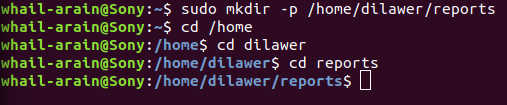 whail-arain@Sony:~$ sudo mkdir -p /home/dilawer/reports
whail-arain@Sony:~$ cd /home
whail-arain@Sony:/home$ cd dilawer
whail-arain@Sony:/home/dilawer$ cd reports
whail-arain@Sony:/home/dilawer/reports$